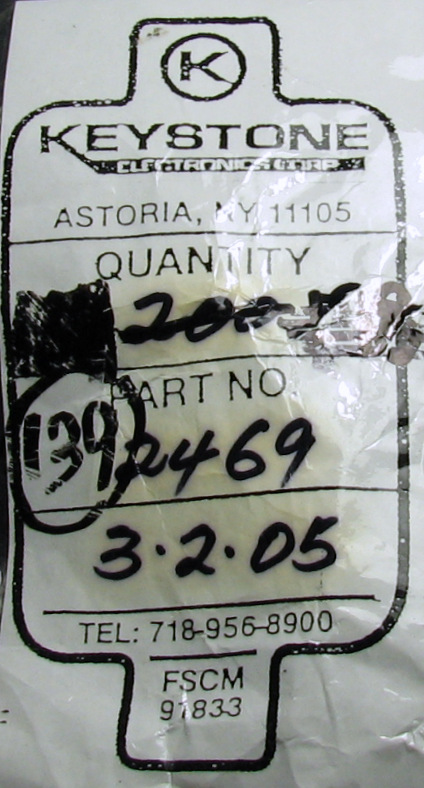 K
KEYSTONE
ELECTRONICS CORP.
ASTORIA, NY 11105
QUANTITY
200
PART NO.
139
2469
3.2.05
TEL: 718-956-8900
FSCM
91833